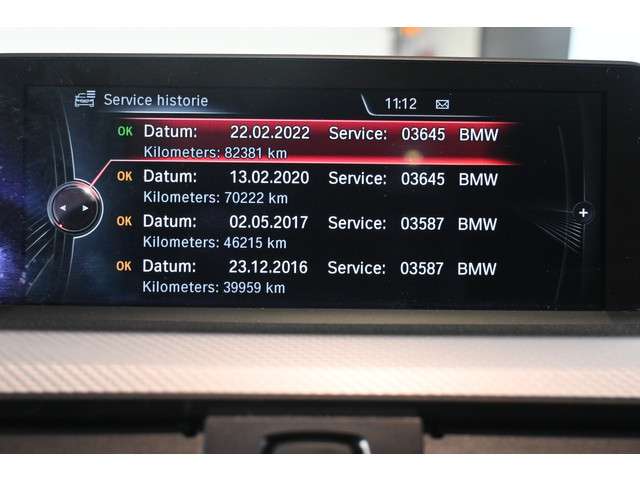 Service historie 11:12
OK Datum: 22.02.2022 Service: 03645 BMW
Kilometers: 82381 km
OK Datum: 13.02.2020 Service: 03645 BMW
Kilometers: 70222 km
OK Datum: 02.05.2017 Service: 03587 BMW
Kilometers: 46215 km
OK Datum: 23.12.2016 Service: 03587 BMW
Kilometers: 39959 km